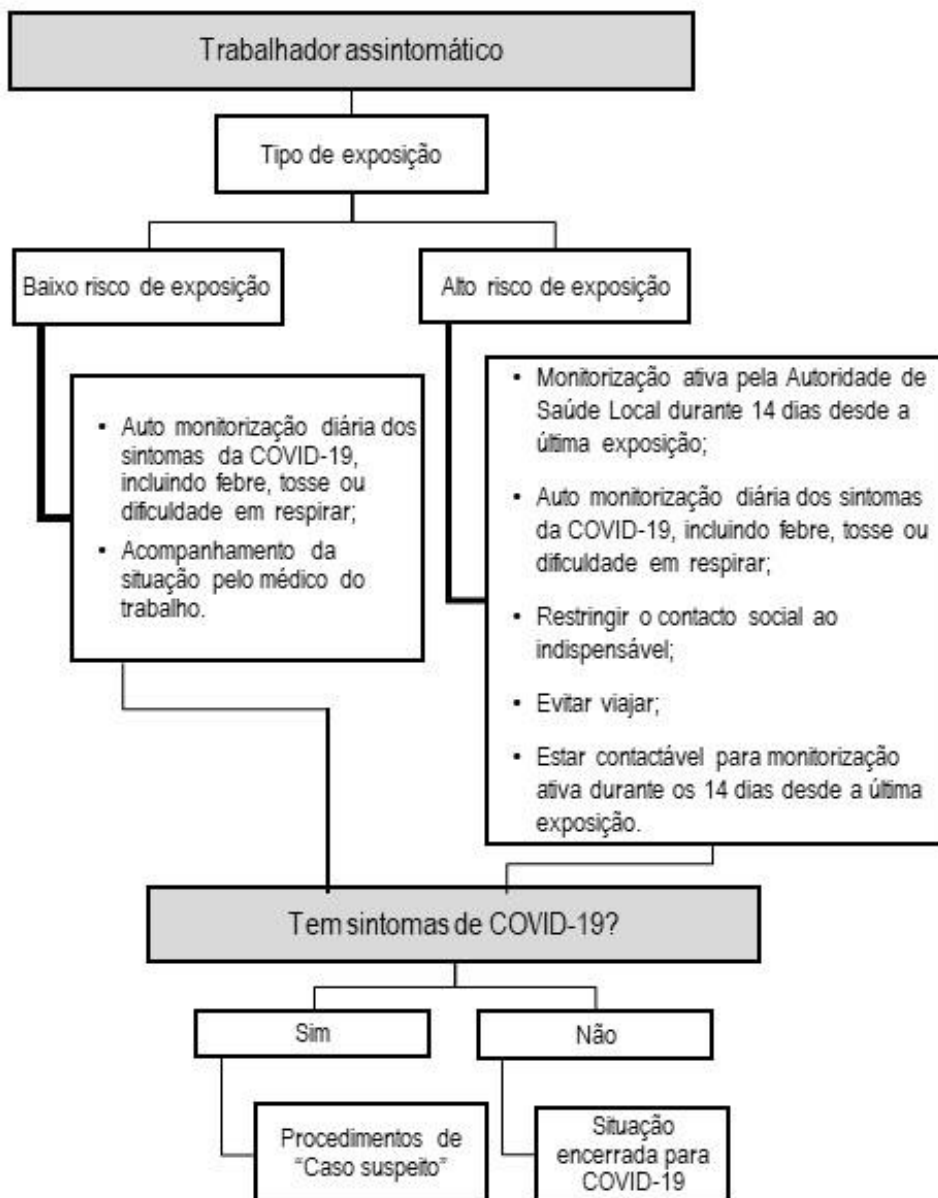 Trabalhador assintomático
Tipo de exposição
Baixo risco de exposição
Alto risco de exposição
• Auto monitorização diária dos
sintomas da COVID-19,
incluindo febre, tosse ou
dificuldade em respirar;
• Acompanhamento da
situação pelo médico do
trabalho.
• Monitorização ativa pela Autoridade de
Saúde Local durante 14 dias desde a
última exposição;
• Auto monitorização diária dos sintomas
da COVID-19, incluindo febre, tosse ou
dificuldade em respirar;
• Restringir o contacto social ao
indispensável;
• Evitar viajar;
• Estar contactável para monitorização
ativa durante os 14 dias desde a última
exposição.
Tem sintomas de COVID-19?
Sim
Não
Procedimentos de
"Caso suspeito"
Situação
encerrada para
COVID-19